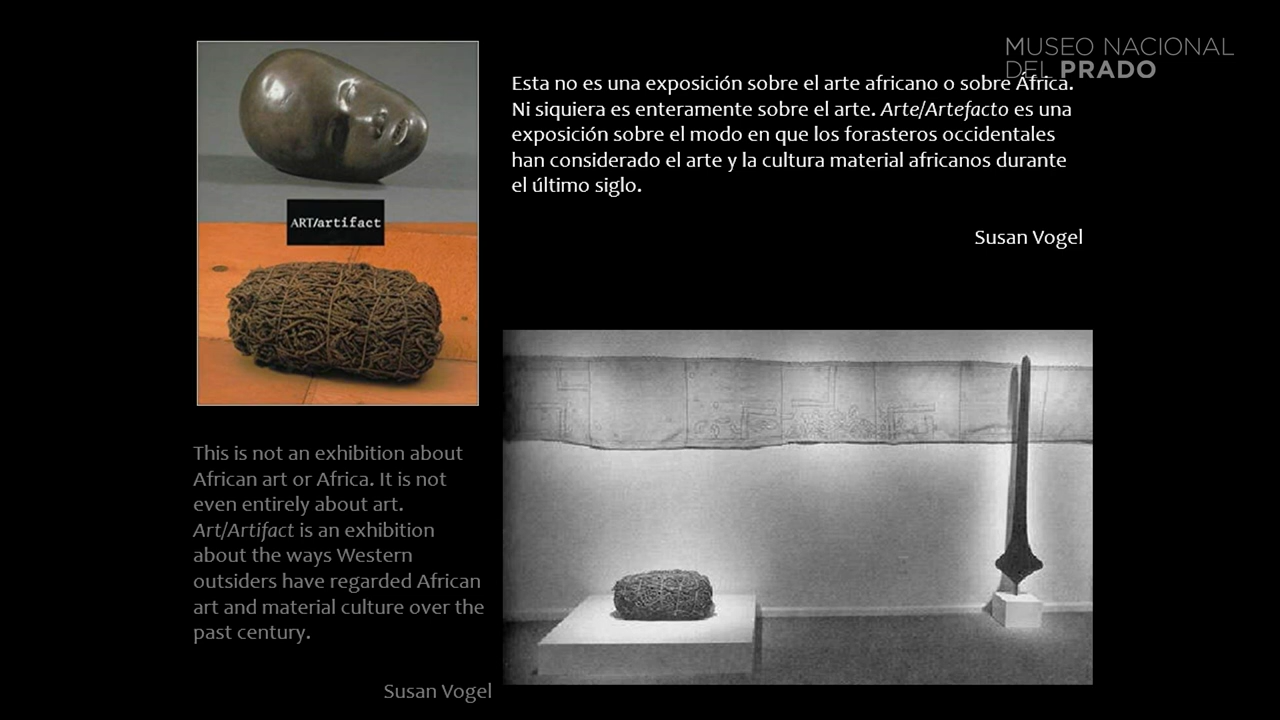 MUSEO NACIONAL
DEL PRADO
Esta no es una exposición sobre el arte africano o sobre África.
Ni siquiera es enteramente sobre el arte. Arte/Artefacto es una
exposición sobre el modo en que los forasteros occidentales
han considerado el arte y la cultura material africanos durante
el último siglo.
Susan Vogel
ART/artifact
This is not an exhibition about
African art or Africa. It is not
even entirely about art.
Art/Artifact is an exhibition
about the ways Western
outsiders have regarded African
art and material culture over the
past century.
Susan Vogel